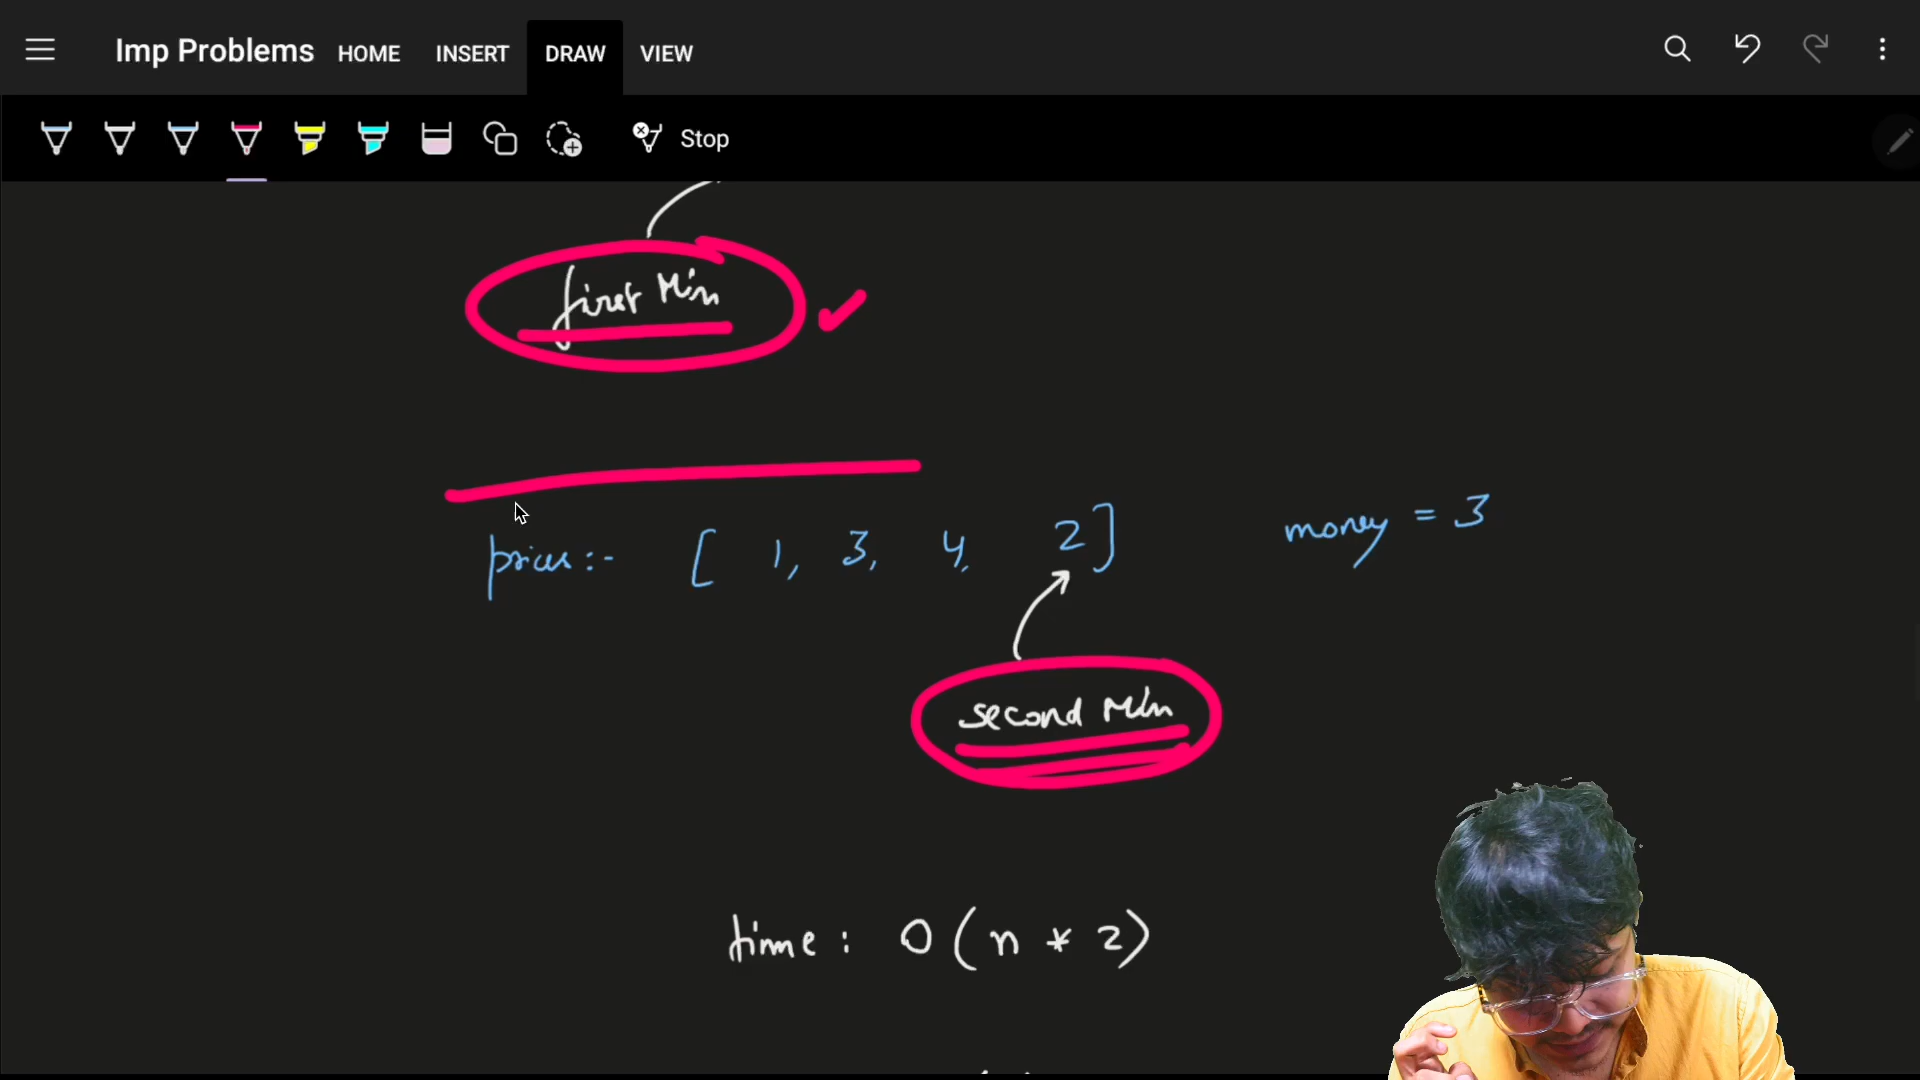 Imp Problems HOME INSERT DRAW VIEW
Stop
first Min
prices :- [ 1, 3, 4, 2 ] money = 3
second Min
time : O ( n * 2 )